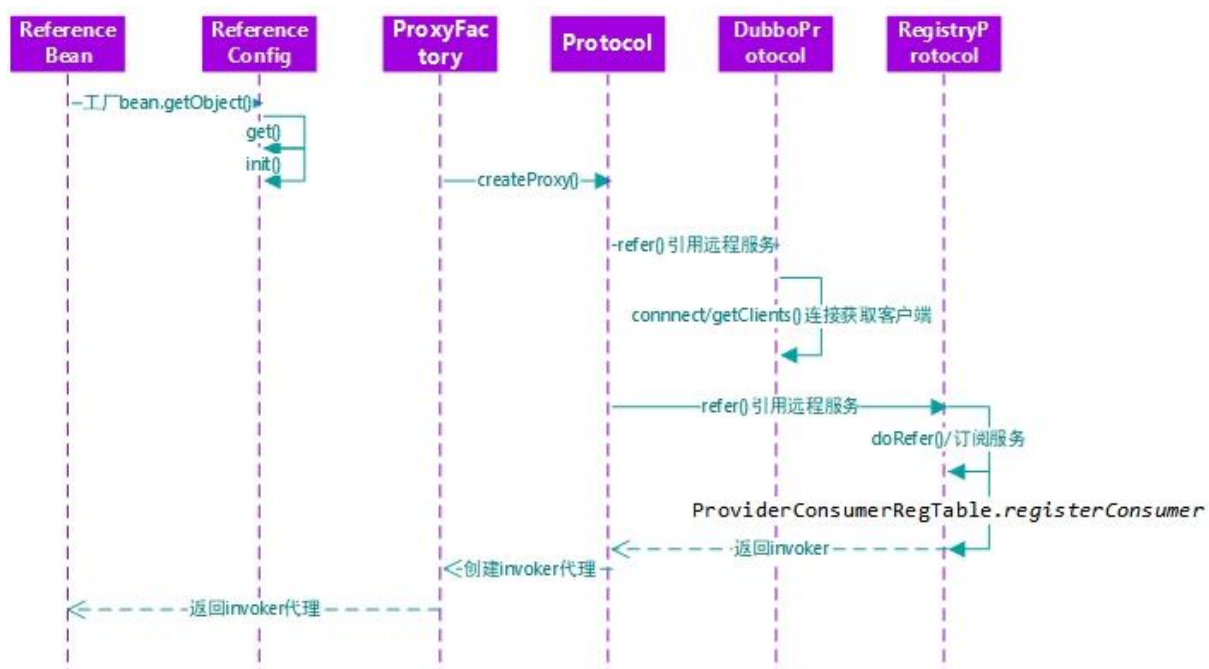 Reference
Bean
Reference
Config
ProxyFac
tory
Protocol
DubboPr
otocol
RegistryP
rotocol
工厂bean.getObject()
get()
init()
createProxy()
refer()引用远程服务
connnect/getClients()连接获取客户端
refer()引用远程服务
doRefer()/订阅服务
ProviderConsumerRegTable.registerConsumer
返回invoker
创建invoker代理
返回invoker代理